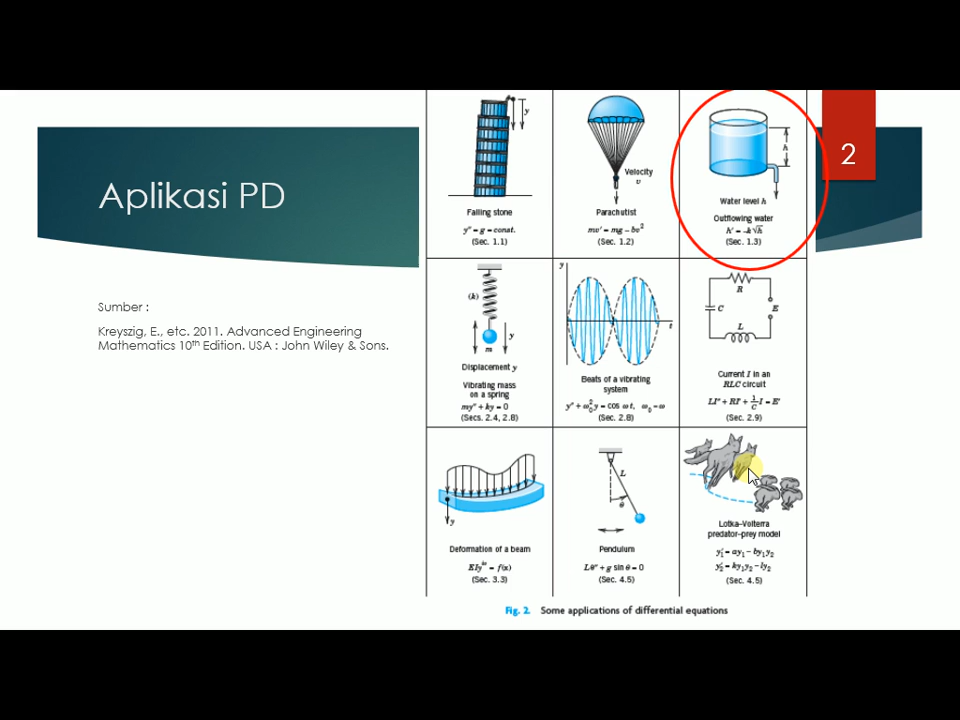 Aplikasi PD
2
Sumber :
Kreyszig, E., etc. 2011. Advanced Engineering
Mathematics 10th Edition. USA : John Wiley & Sons.
y
Falling stone
y″ = g = const.
(Sec. 1.1)
Velocity
v
Parachutist
mv′ = mg – bv²
(Sec. 1.2)
h
Water level h
Outflowing water
h′ = –k√h
(Sec. 1.3)
(k)
m
y
Displacement y
Vibrating mass
on a spring
my″ + ky = 0
(Secs. 2.4, 2.8)
y
t
Beats of a vibrating
system
y″ + ω₀²y = cos ωt, ω₀ ≈ ω
(Sec. 2.8)
R
C
E
L
Current I in an
RLC circuit
LI″ + RI′ + 1/C I = E′
(Sec. 2.9)
y
Deformation of a beam
EIyⁱᵛ = f(x)
(Sec. 3.3)
L
θ
Pendulum
Lθ″ + g sin θ = 0
(Sec. 4.5)
Lotka–Volterra
predator–prey model
y₁′ = ay₁ – by₁y₂
y₂′ = ky₁y₂ – ly₂
(Sec. 4.5)
Fig. 2. Some applications of differential equations